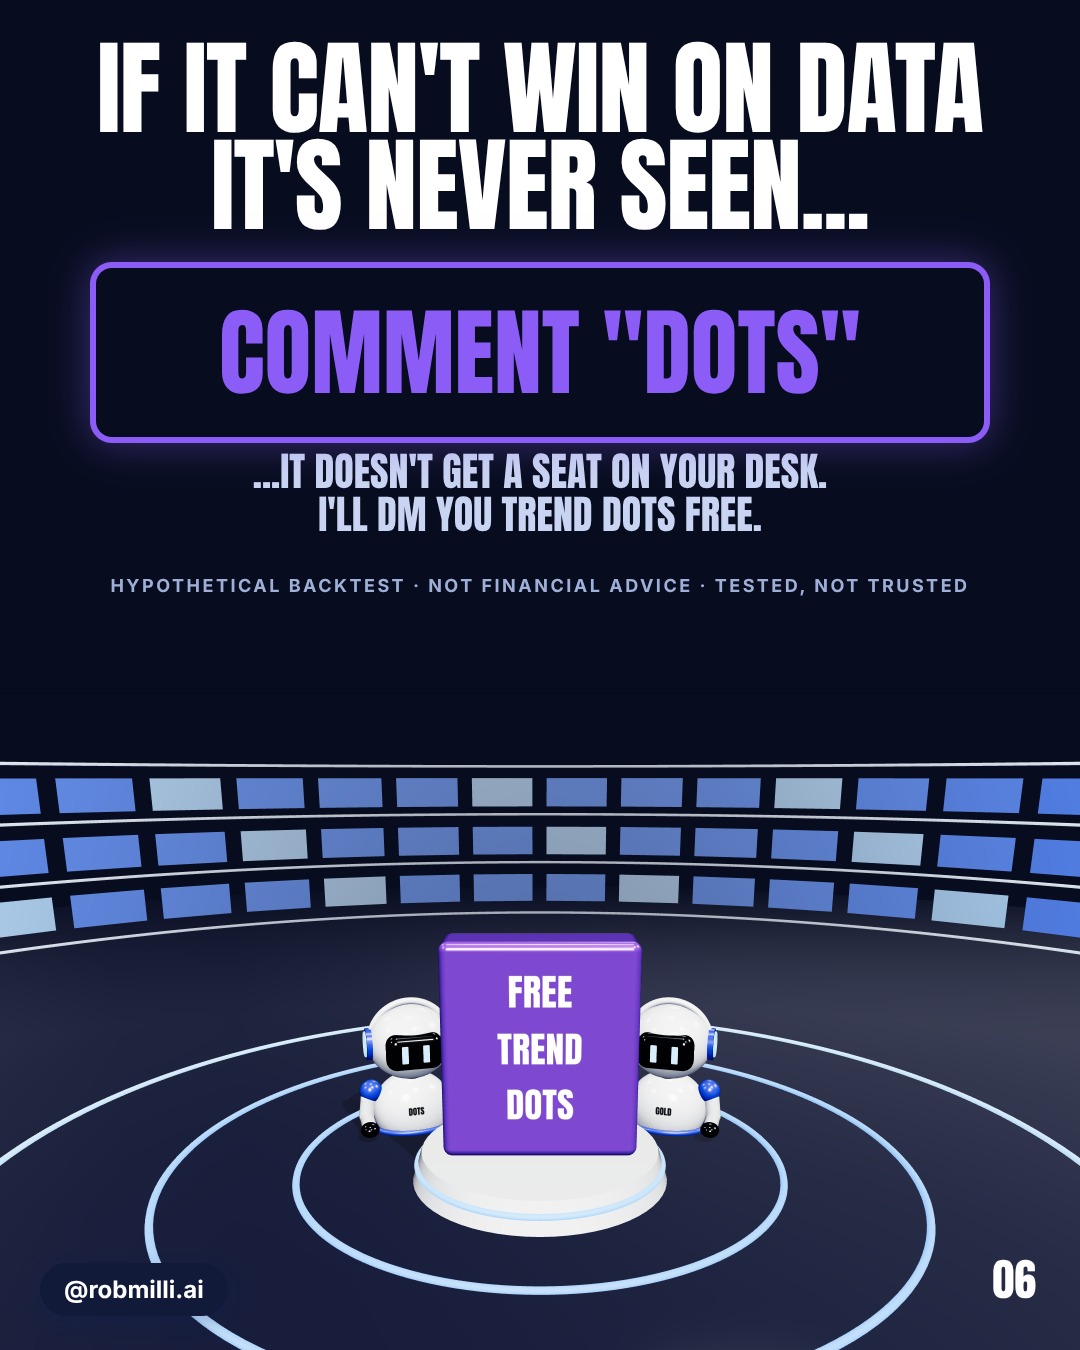 IF IT CAN'T WIN ON DATA
IT'S NEVER SEEN...
COMMENT "DOTS"
...IT DOESN'T GET A SEAT ON YOUR DESK.
I'LL DM YOU TREND DOTS FREE.
HYPOTHETICAL BACKTEST · NOT FINANCIAL ADVICE · TESTED, NOT TRUSTED
FREE
TREND
DOTS
DOTS
GOLD
@robmilli.ai
06